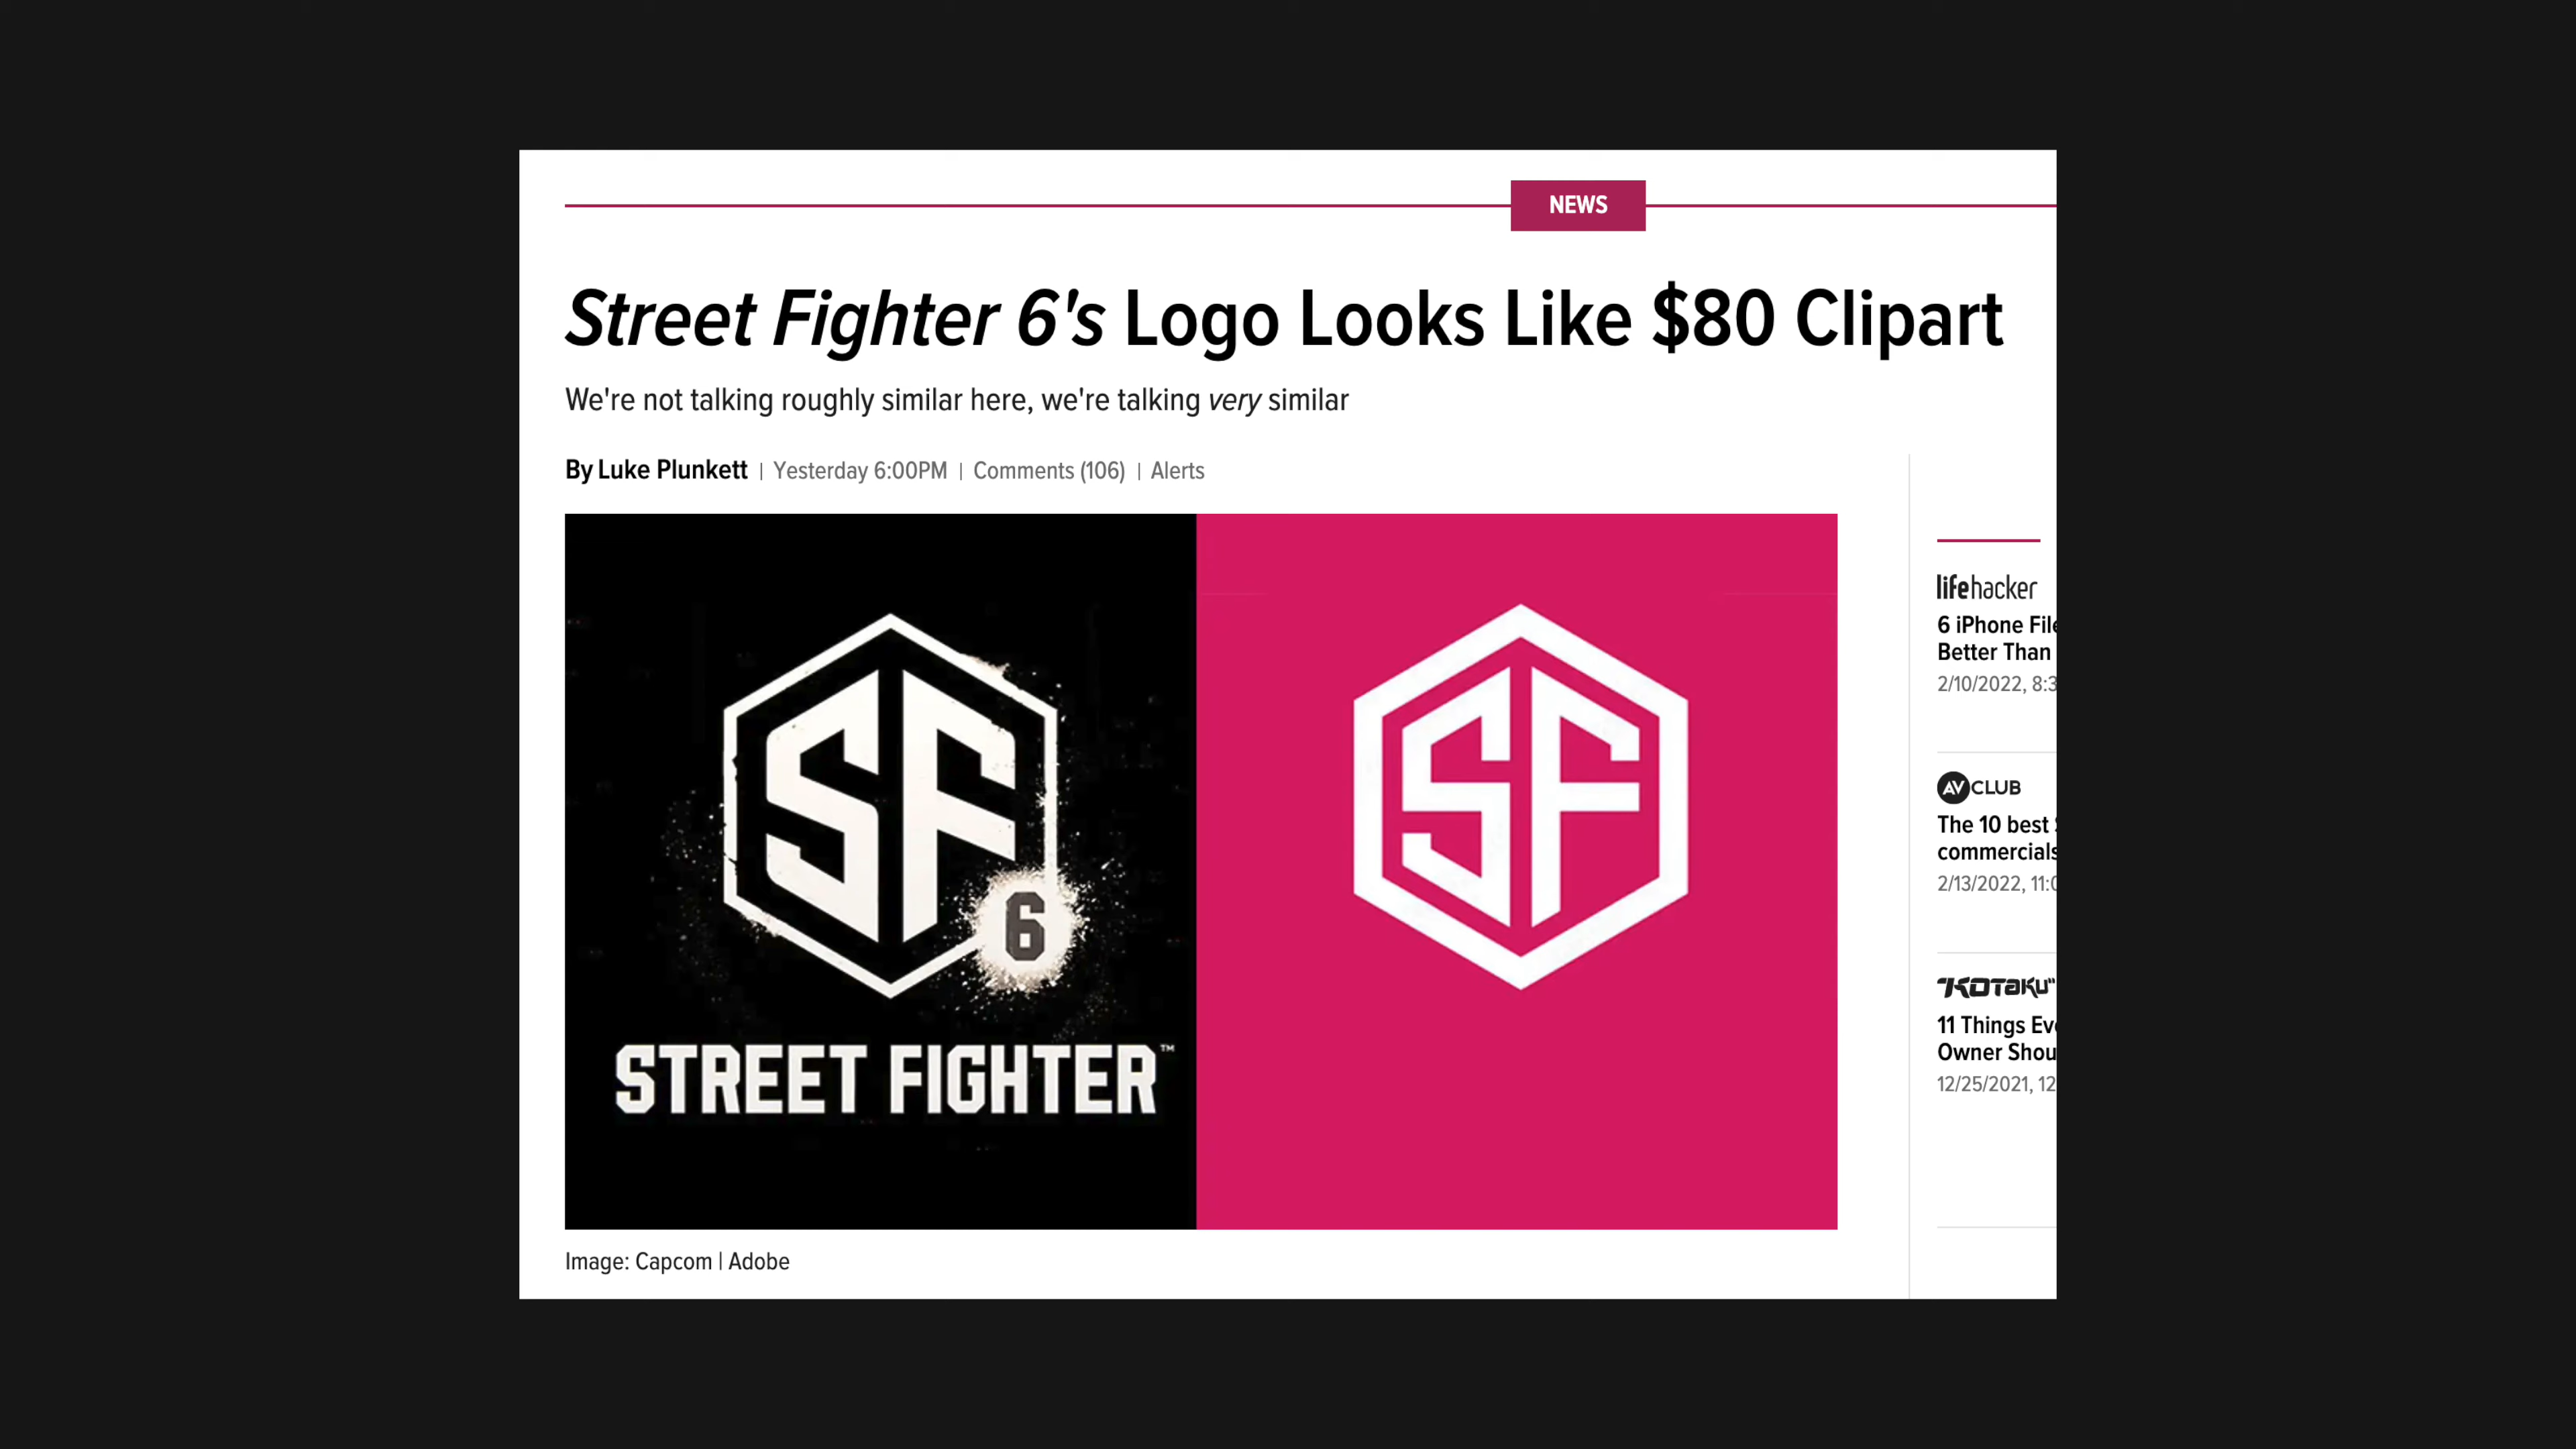 NEWS
Street Fighter 6's Logo Looks Like $80 Clipart
We're not talking roughly similar here, we're talking very similar
By Luke Plunkett | Yesterday 6:00PM | Comments (106) | Alerts
SF
6
STREET FIGHTER™
SF
Image: Capcom | Adobe
lifehacker
6 iPhone File
Better Than
2/10/2022, 8:3
AV CLUB
The 10 best
commercials
2/13/2022, 11:0
KOTAKU
11 Things Eve
Owner Shou
12/25/2021, 12